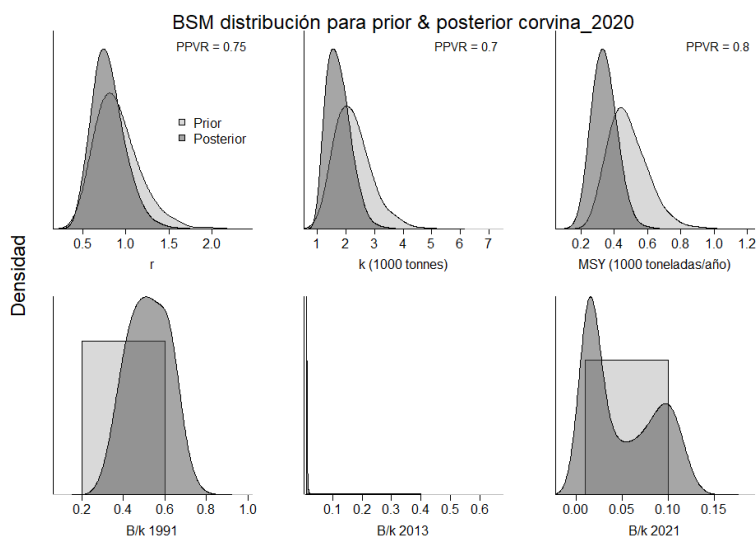 BSM distribución para prior & posterior corvina_2020
PPVR = 0.75
PPVR = 0.7
PPVR = 0.8
Prior
Posterior
0.5 1.0 1.5 2.0
r
1 2 3 4 5 6 7
k (1000 tonnes)
0.2 0.4 0.6 0.8 1.0 1.2
MSY (1000 toneladas/año)
Densidad
0.2 0.4 0.6 0.8 1.0
B/k 1991
0.1 0.2 0.3 0.4 0.5 0.6
B/k 2013
0.00 0.05 0.10 0.15
B/k 2021